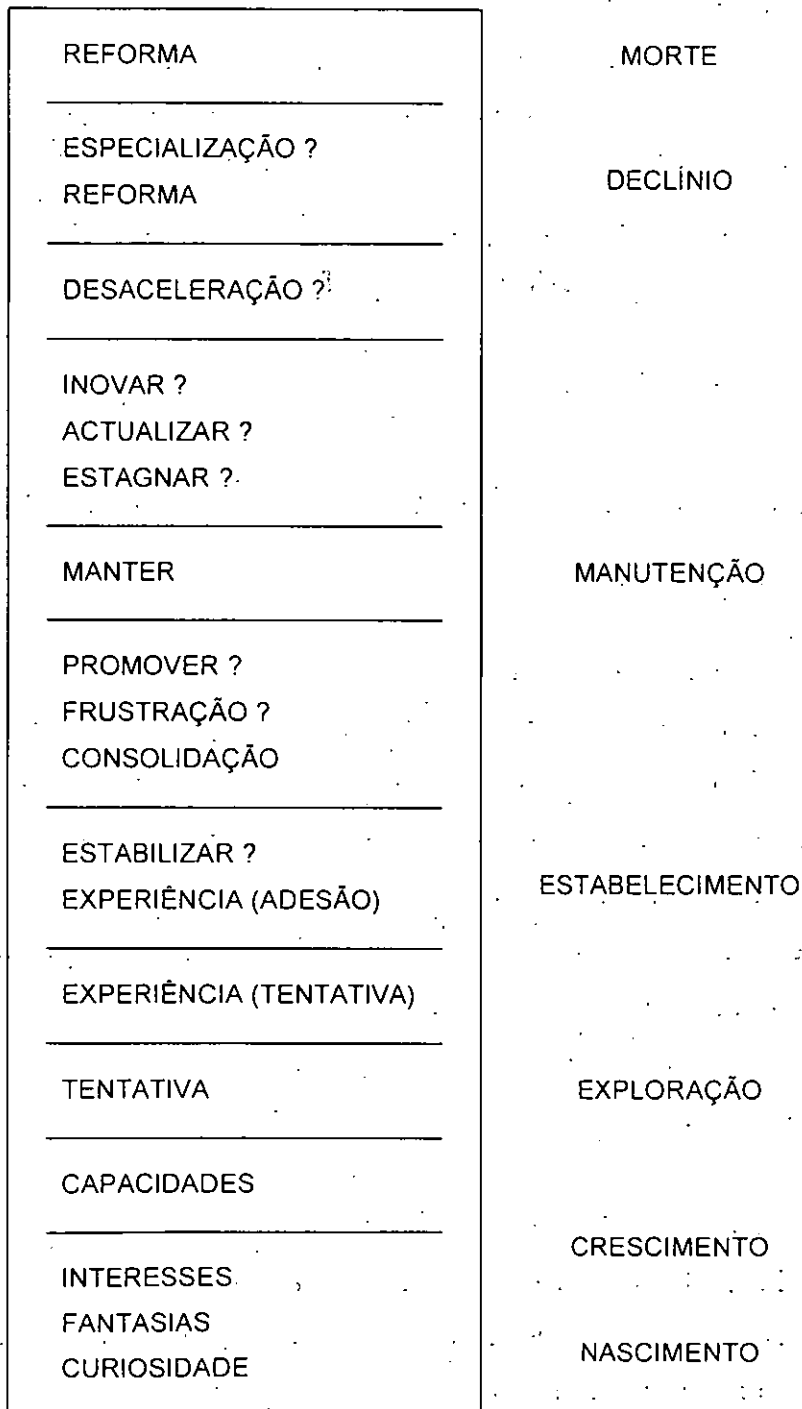 REFORMA
MORTE
ESPECIALIZAÇÃO ?
REFORMA
DECLÍNIO
DESACELERAÇÃO ?
INOVAR ?
ACTUALIZAR ?
ESTAGNAR ?
MANTER
MANUTENÇÃO
PROMOVER ?
FRUSTRAÇÃO ?
CONSOLIDAÇÃO
ESTABILIZAR ?
EXPERIÊNCIA (ADESÃO)
ESTABELECIMENTO
EXPERIÊNCIA (TENTATIVA)
TENTATIVA
EXPLORAÇÃO
CAPACIDADES
CRESCIMENTO
INTERESSES
FANTASIAS
CURIOSIDADE
NASCIMENTO